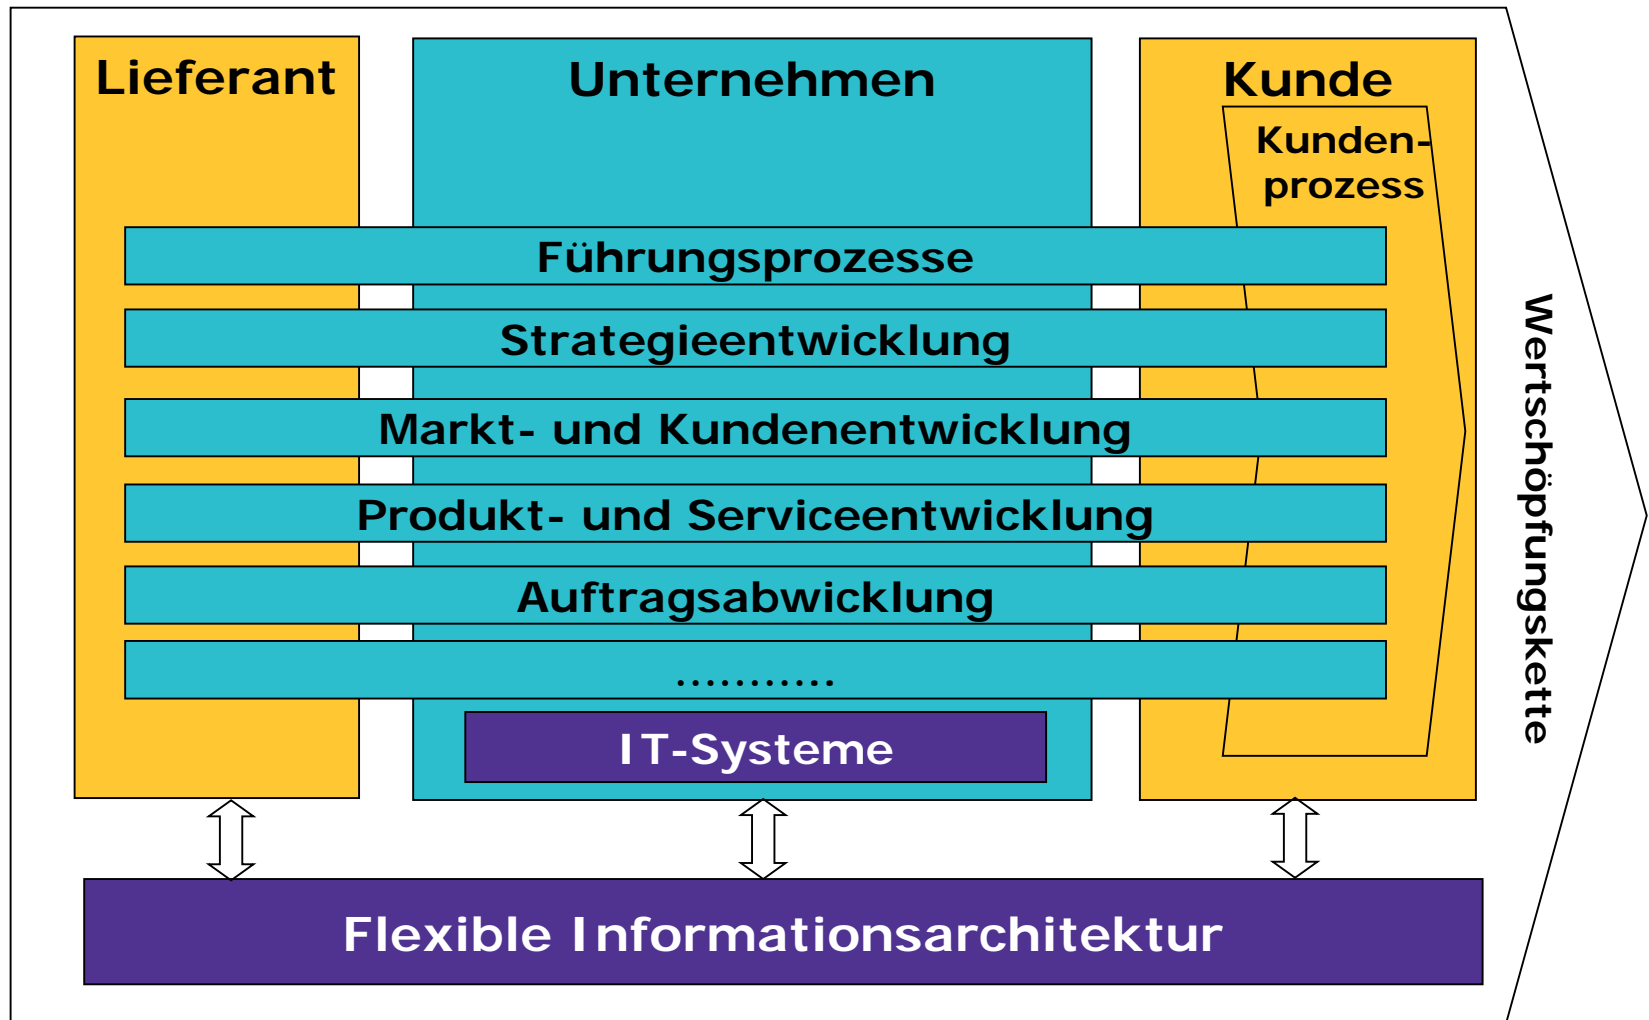 Lieferant
Unternehmen
Kunde
Kunden-
prozess
Führungsprozesse
Strategieentwicklung
Markt- und Kundenentwicklung
Produkt- und Serviceentwicklung
Auftragsabwicklung
...........
IT-Systeme
Wertschöpfungskette
Flexible Informationsarchitektur